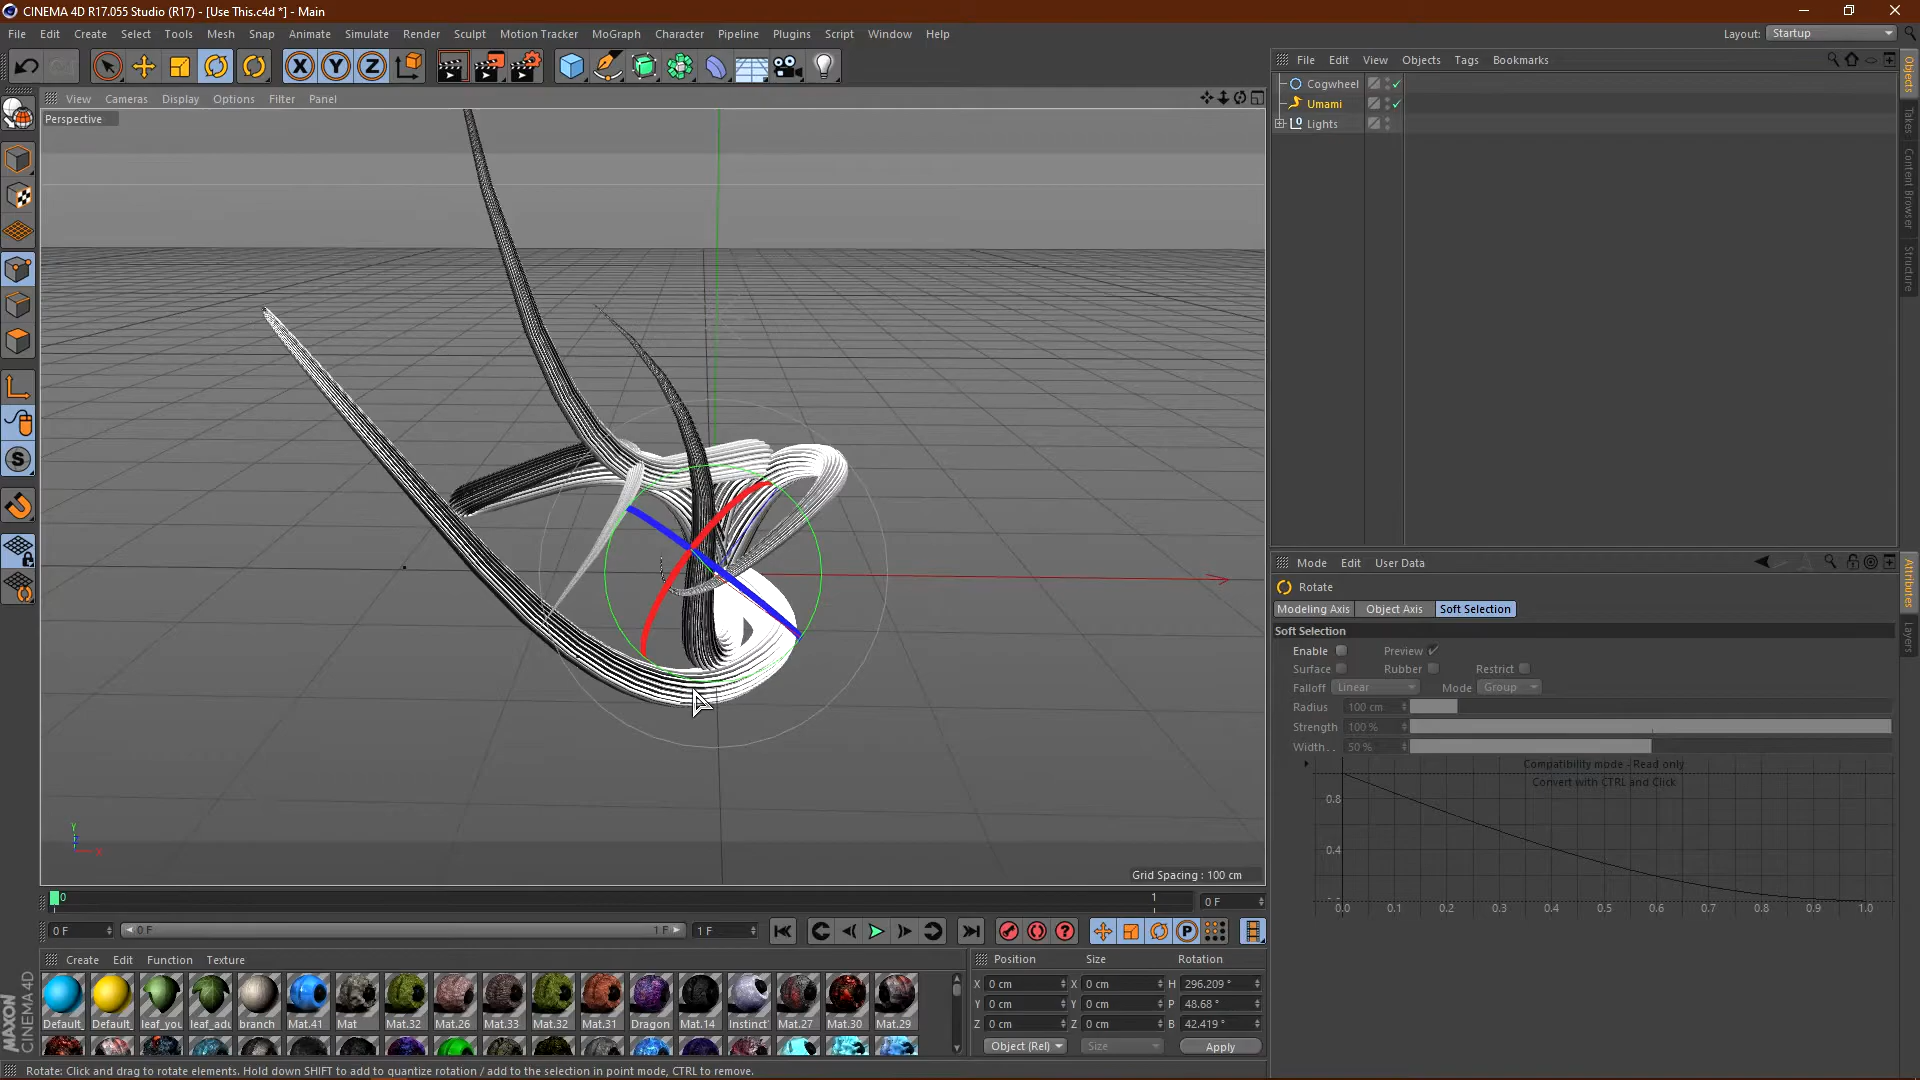 CINEMA 4D R17.055 Studio (R17) - [Use This.c4d *] - Main
File Edit Create Select Tools Mesh Snap Animate Simulate Render Sculpt Motion Tracker MoGraph Character Pipeline Plugins Script Window Help
Layout: Startup
X Y Z
View Cameras Display Options Filter Panel
Perspective
Grid Spacing : 100 cm
File Edit View Objects Tags Bookmarks
Cogwheel
Umami
Lights
Objects
Takes
Content Browser
Structure
Mode Edit User Data
Rotate
Modeling Axis Object Axis Soft Selection
Soft Selection
Enable Preview
Surface Rubber Restrict
Falloff Linear Mode Group
Radius 100 cm
Strength 100 %
Width. . 50 %
Compatibility mode - Read only
Convert with CTRL and Click
0.8
0.4
0.0 0.1 0.2 0.3 0.4 0.5 0.6 0.7 0.8 0.9 1.0
Attributes
Layers
0 1 0 F
0 F 0 F 1 F 1 F
Create Edit Function Texture
Default_ Default_ leaf_you leaf_adu branch Mat.41 Mat Mat.32 Mat.26 Mat.33 Mat.32 Mat.31 Dragon Mat.14 Instinct' Mat.27 Mat.30 Mat.29
Position Size Rotation
X 0 cm X 0 cm H 296.209 °
Y 0 cm Y 0 cm P 48.68 °
Z 0 cm Z 0 cm B 42.419 °
Object (Rel) Size Apply
MAXON
CINEMA 4D
Y
X
Rotate: Click and drag to rotate elements. Hold down SHIFT to add to quantize rotation / add to the selection in point mode, CTRL to remove.